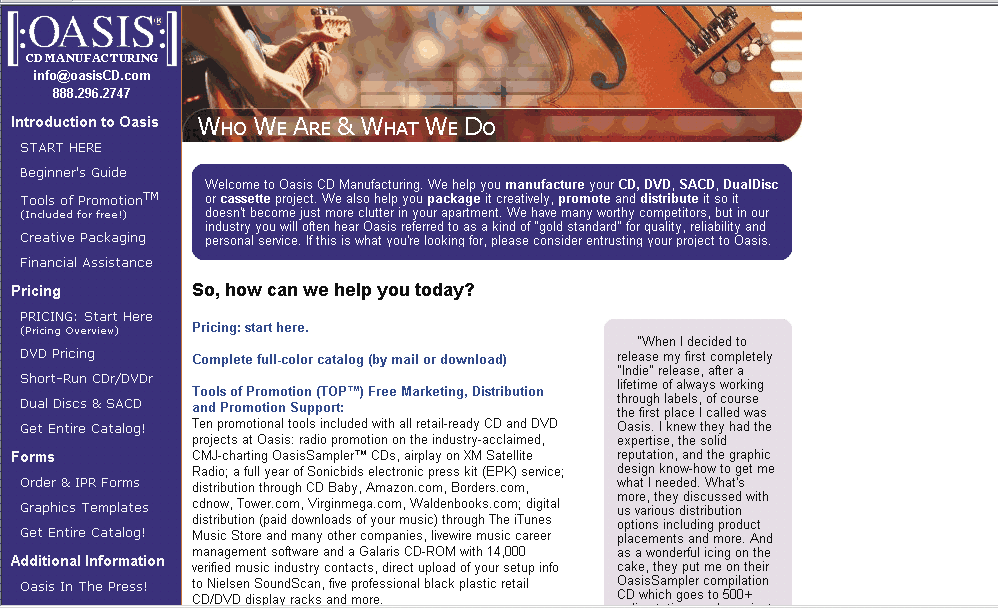 :OASIS:®
CD MANUFACTURING
info@oasisCD.com
888.296.2747
Introduction to Oasis
START HERE
Beginner's Guide
Tools of Promotion™
(Included for free!)
Creative Packaging
Financial Assistance
Pricing
PRICING: Start Here
(Pricing Overview)
DVD Pricing
Short-Run CDr/DVDr
Dual Discs & SACD
Get Entire Catalog!
Forms
Order & IPR Forms
Graphics Templates
Get Entire Catalog!
Additional Information
Oasis In The Press!
WHO WE ARE & WHAT WE DO
Welcome to Oasis CD Manufacturing. We help you manufacture your CD, DVD, SACD, DualDisc
or cassette project. We also help you package it creatively, promote and distribute it so it
doesn't become just more clutter in your apartment. We have many worthy competitors, but in our
industry you will often hear Oasis referred to as a kind of "gold standard" for quality, reliability and
personal service. If this is what you're looking for, please consider entrusting your project to Oasis.
So, how can we help you today?
Pricing: start here.
Complete full-color catalog (by mail or download)
Tools of Promotion (TOP™) Free Marketing, Distribution
and Promotion Support:
Ten promotional tools included with all retail-ready CD and DVD
projects at Oasis: radio promotion on the industry-acclaimed,
CMJ-charting OasisSampler™ CDs, airplay on XM Satellite
Radio; a full year of Sonicbids electronic press kit (EPK) service;
distribution through CD Baby, Amazon.com, Borders.com,
cdnow, Tower.com, Virginmega.com, Waldenbooks.com; digital
distribution (paid downloads of your music) through The iTunes
Music Store and many other companies, livewire music career
management software and a Galaris CD-ROM with 14,000
verified music industry contacts, direct upload of your setup info
to Nielsen SoundScan, five professional black plastic retail
CD/DVD display racks and more.
"When I decided to
release my first completely
"Indie" release, after a
lifetime of always working
through labels, of course
the first place I called was
Oasis. I knew they had the
expertise, the solid
reputation, and the graphic
design know-how to get me
what I needed. What's
more, they discussed with
us various distribution
options including product
placements and more. And
as a wonderful icing on the
cake, they put me on their
OasisSampler compilation
CD which goes to 500+